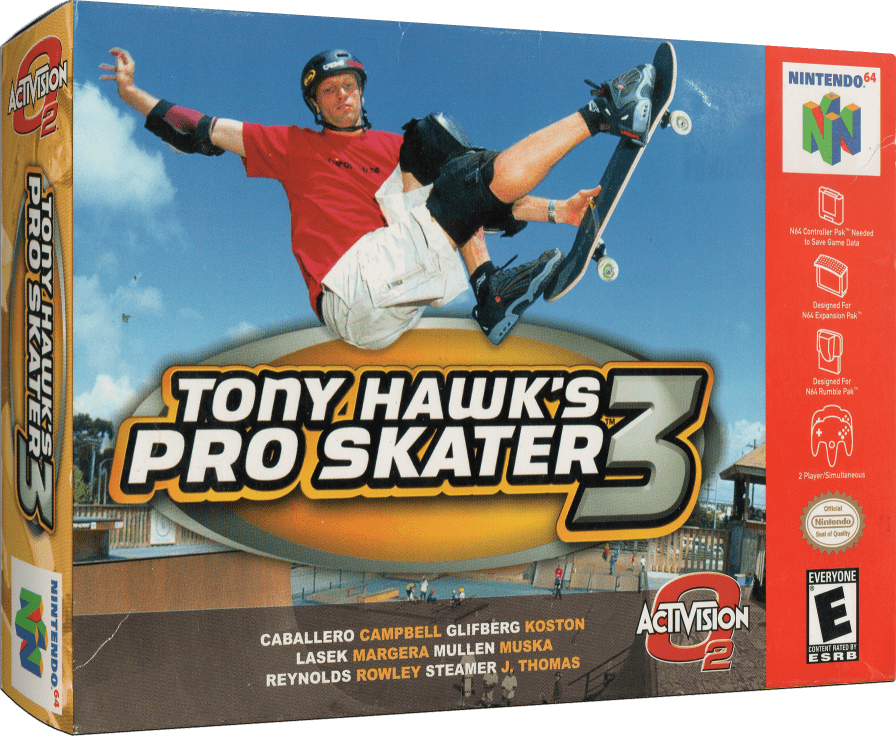 ACTIVISION
O2
TONY HAWK'S
PRO SKATER
3
NINTENDO 64
TONY HAWK'S
PRO SKATER™
3
CABALLERO CAMPBELL GLIFBERG KOSTON
LASEK MARGERA MULLEN MUSKA
REYNOLDS ROWLEY STEAMER J. THOMAS
ACTIVISION
O2
NINTENDO 64
N64 Controller Pak™ Needed
to Save Game Data
Designed For
N64 Expansion Pak™
Designed For
N64 Rumble Pak™
2 Player/Simultaneous
Official
Nintendo
Seal of Quality
EVERYONE
E
CONTENT RATED BY
ESRB